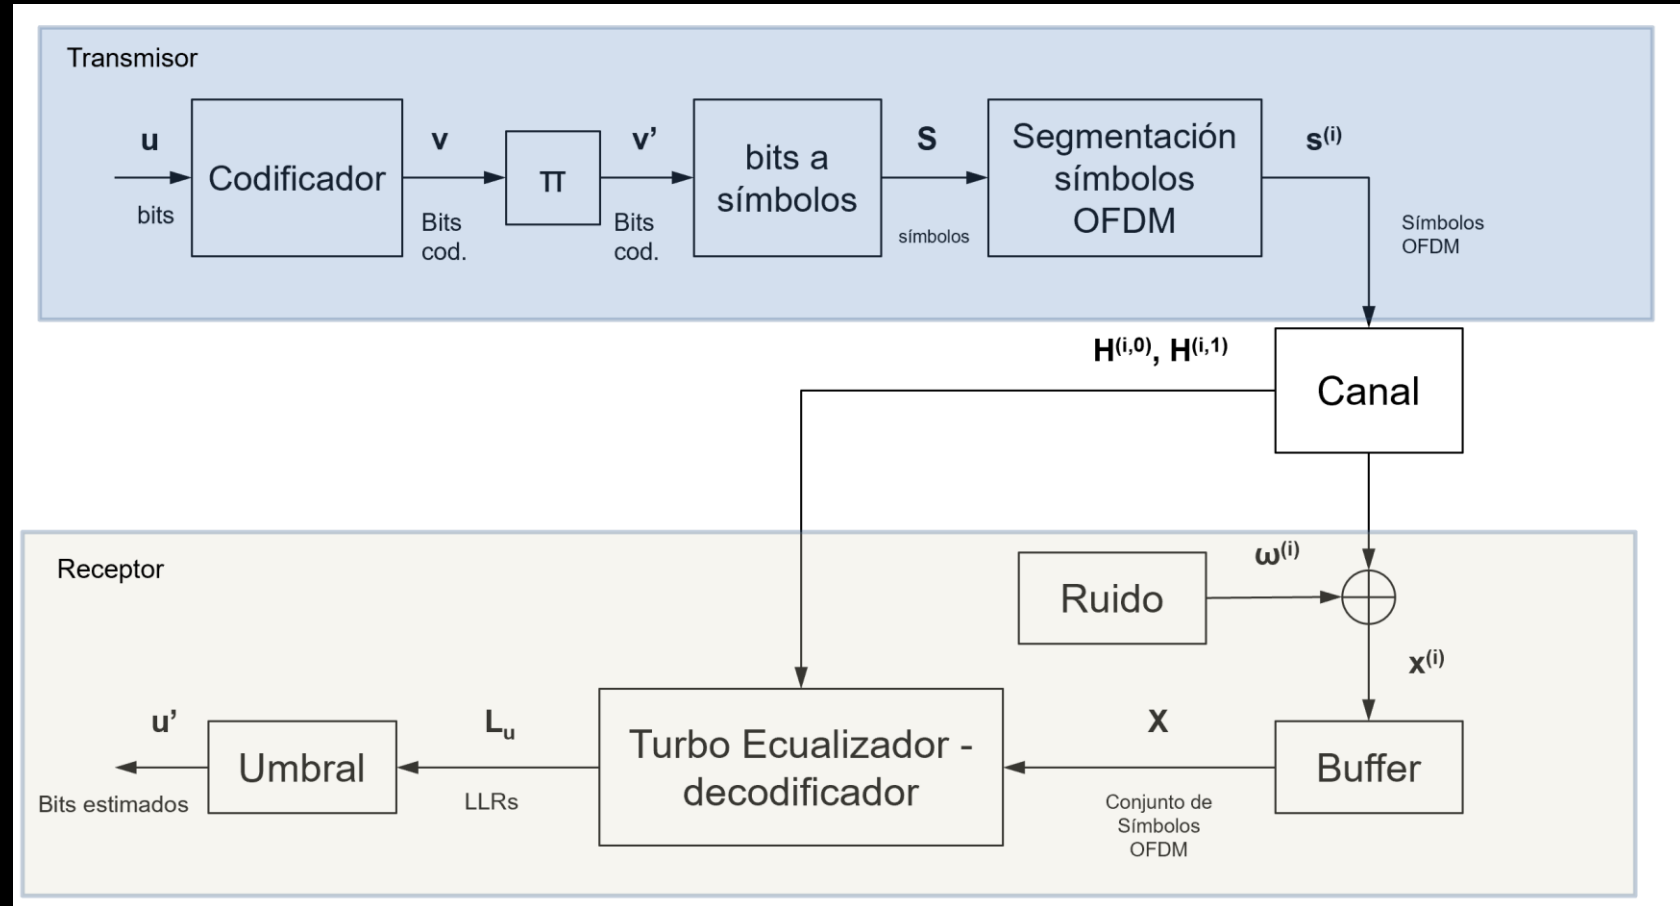 Transmisor
u
bits
Codificador
v
Bits
cod.
π
v’
Bits
cod.
bits a
símbolos
S
símbolos
Segmentación
símbolos
OFDM
s(i)
Símbolos
OFDM
H(i,0), H(i,1)
Canal
Receptor
Ruido
ω(i)
x(i)
Buffer
X
Conjunto de
Símbolos
OFDM
Turbo Ecualizador -
decodificador
Lu
LLRs
Umbral
u’
Bits estimados